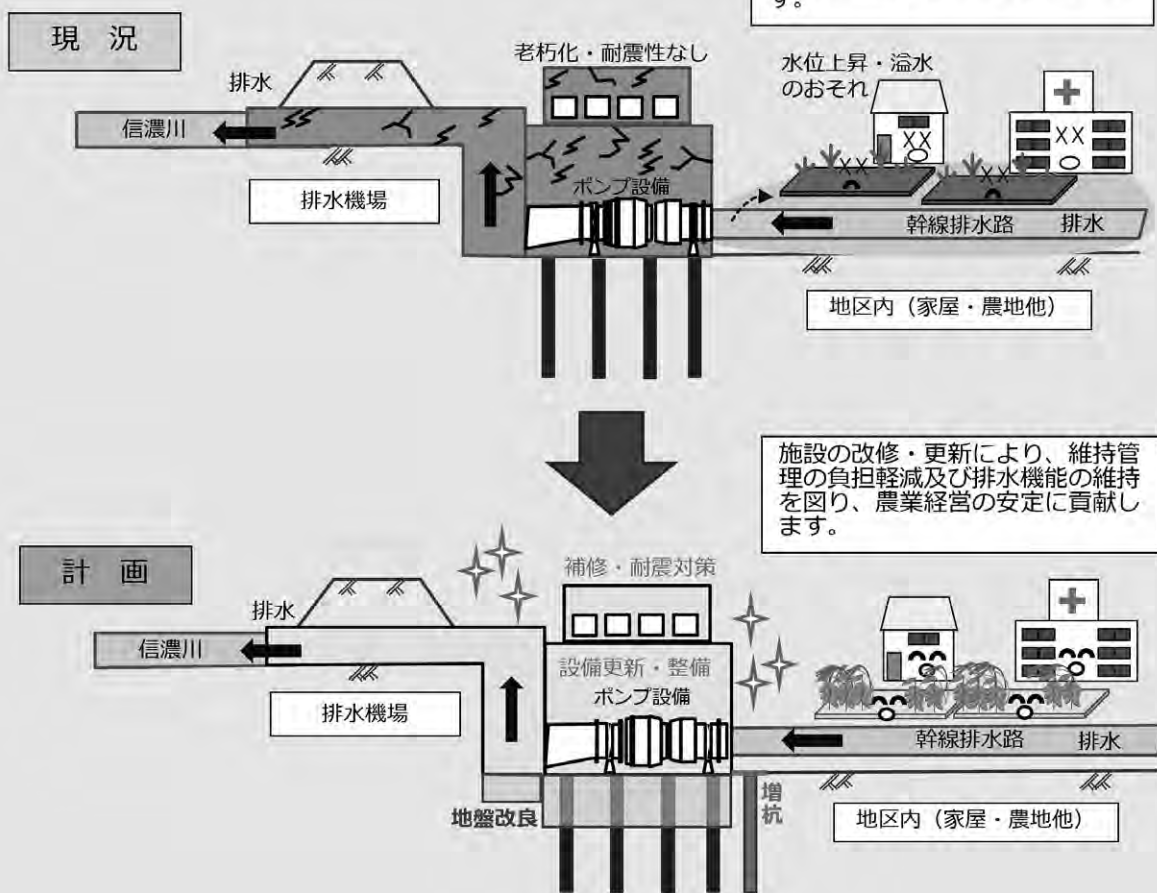 す。
現　況
老朽化・耐震性なし
水位上昇・溢水
のおそれ
排水
信濃川
排水機場
ポンプ設備
幹線排水路
排水
地区内（家屋・農地他）
施設の改修・更新により、維持管
理の負担軽減及び排水機能の維持
を図り、農業経営の安定に貢献し
ます。
計　画
補修・耐震対策
排水
信濃川
設備更新・整備
ポンプ設備
排水機場
幹線排水路
排水
地盤改良
増
杭
地区内（家屋・農地他）